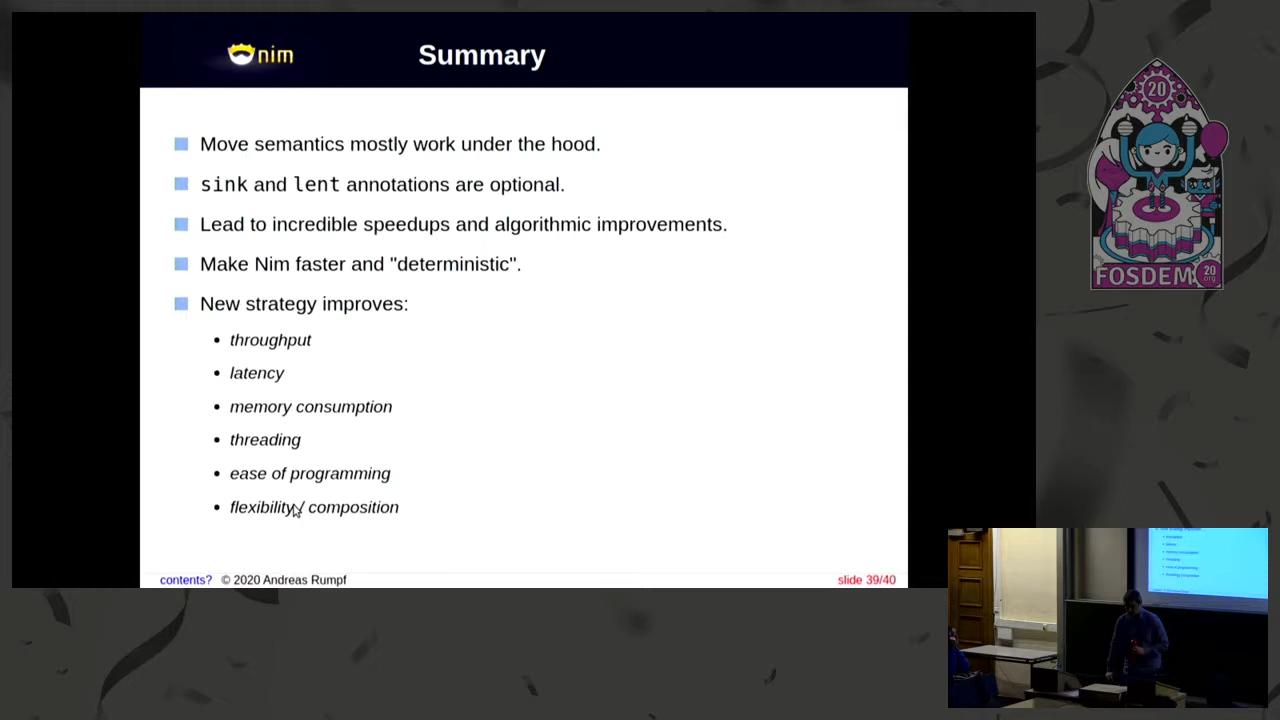 nim
Summary
Move semantics mostly work under the hood.
sink and lent annotations are optional.
Lead to incredible speedups and algorithmic improvements.
Make Nim faster and "deterministic".
New strategy improves:
throughput
latency
memory consumption
threading
ease of programming
flexibility/ composition
contents? © 2020 Andreas Rumpf
slide 39/40
20
FOSDEM
20
.org